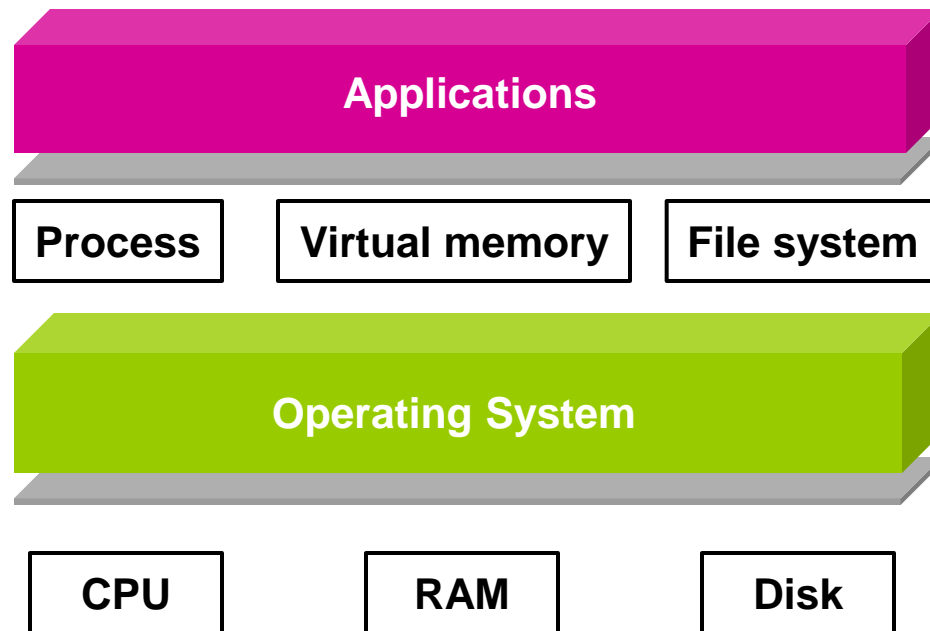 Applications
Process Virtual memory File system
Operating System
CPU RAM Disk